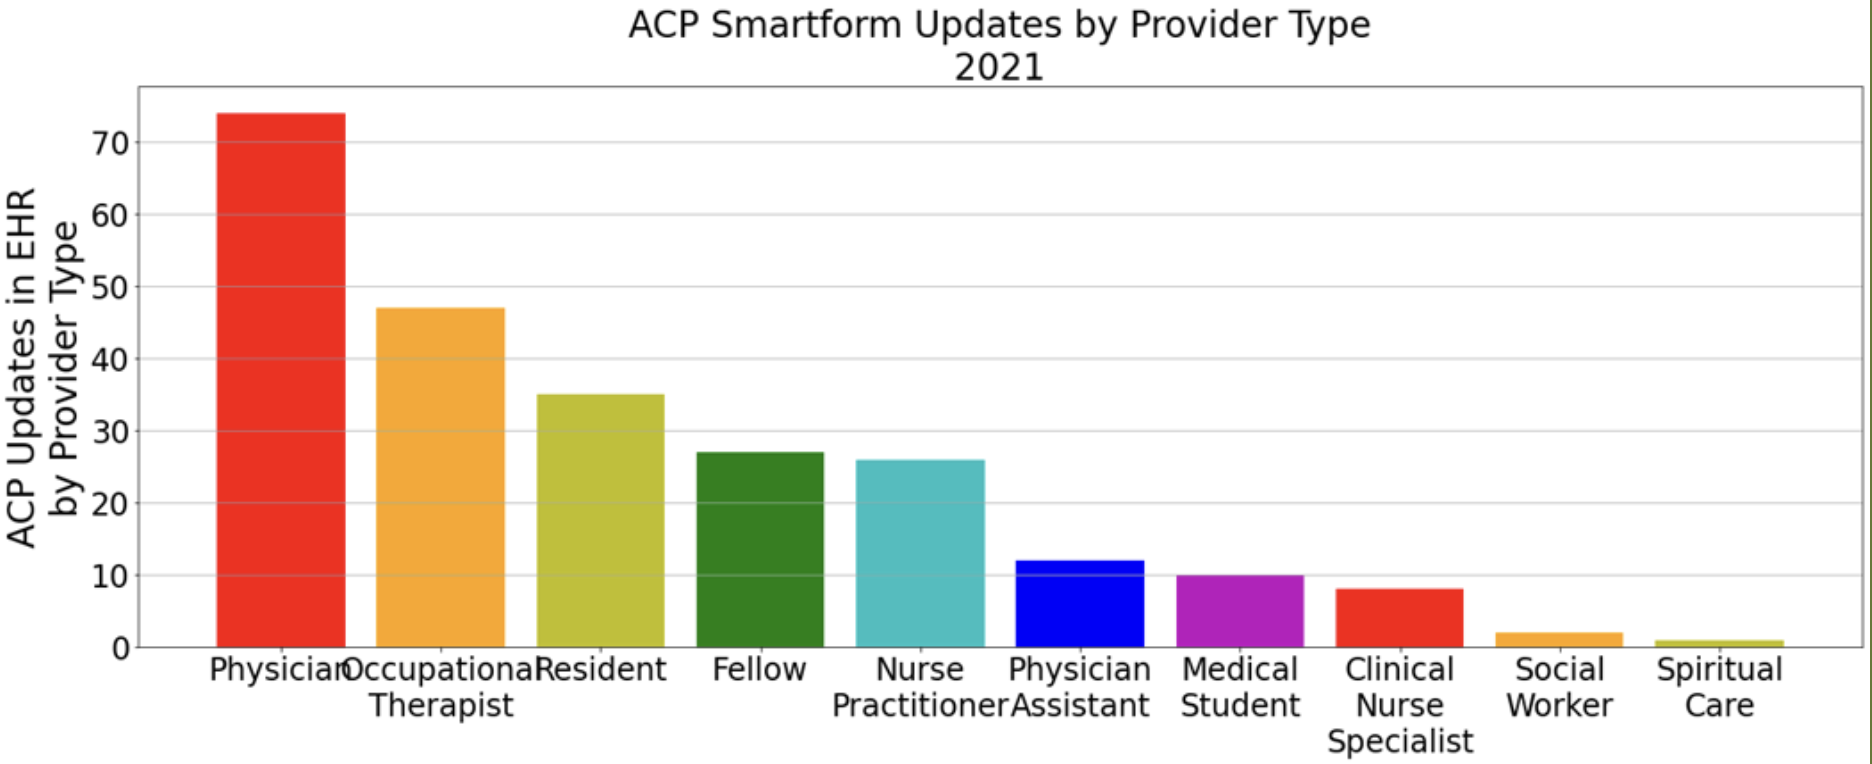 ACP Smartform Updates by Provider Type
2021
ACP Updates in EHR
by Provider Type
70
60
50
40
30
20
10
0
Physician
Occupational
Therapist
Resident
Fellow
Nurse
Practitioner
Physician
Assistant
Medical
Student
Clinical
Nurse
Specialist
Social
Worker
Spiritual
Care